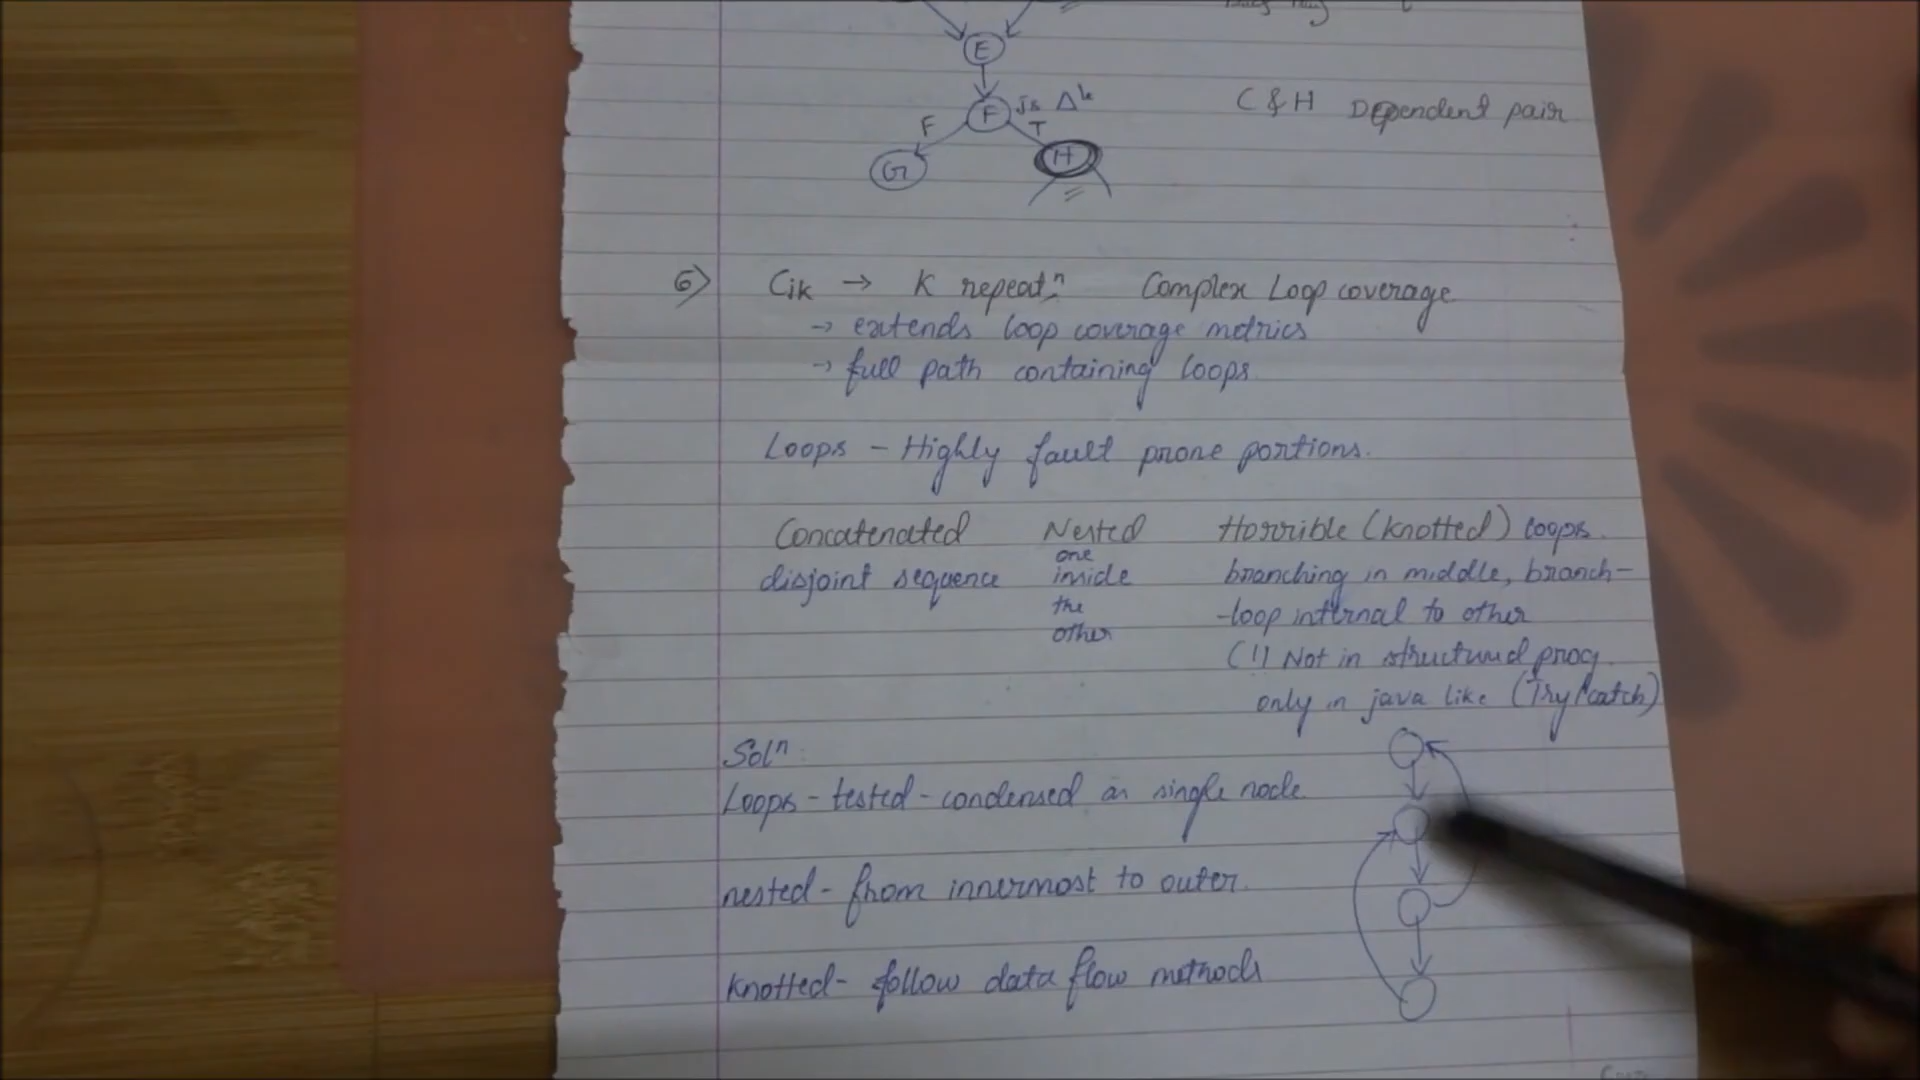 E
F Is Δle
C & H Dependent pair
F T
G H
6) Cik → K repeatⁿ. Complex Loop coverage.
→ extends loop coverage metrics
→ full path containing loops.
Loops - Highly fault prone portions.
Concatenated Nested Horrible (knotted) loops.
disjoint sequence one inside the other branching in middle, branch-
-loop internal to other
(!) Not in structured prog.
only in java like (Try/catch)
Solⁿ:
Loops - tested - condensed as single node
nested - from innermost to outer.
Knotted - follow data flow methods